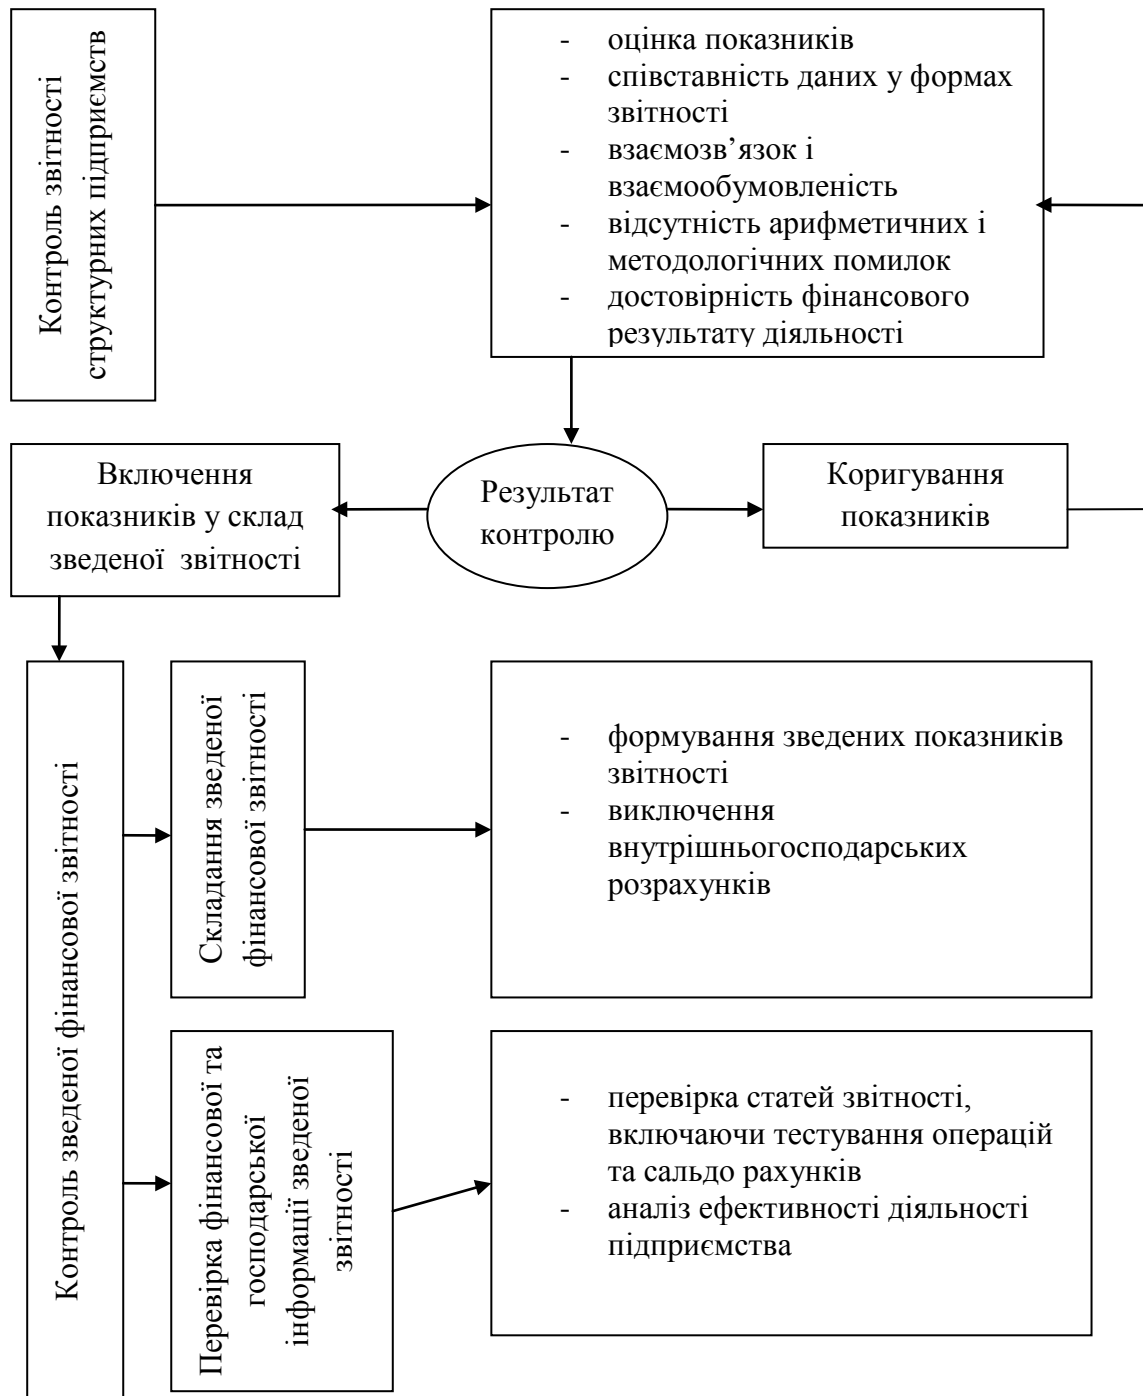 Контроль звітності
структурних підприємств
- оцінка показників
- співставність даних у формах
звітності
- взаємозв’язок і
взаємообумовленість
- відсутність арифметичних і
методологічних помилок
- достовірність фінансового
результату діяльності
Включення
показників у склад
зведеної звітності
Результат
контролю
Коригування
показників
Контроль зведеної фінансової звітності
Складання зведеної
фінансової звітності
- формування зведених показників
звітності
- виключення
внутрішньогосподарських
розрахунків
Перевірка фінансової та
господарської
інформації зведеної
звітності
- перевірка статей звітності,
включаючи тестування операцій
та сальдо рахунків
- аналіз ефективності діяльності
підприємства